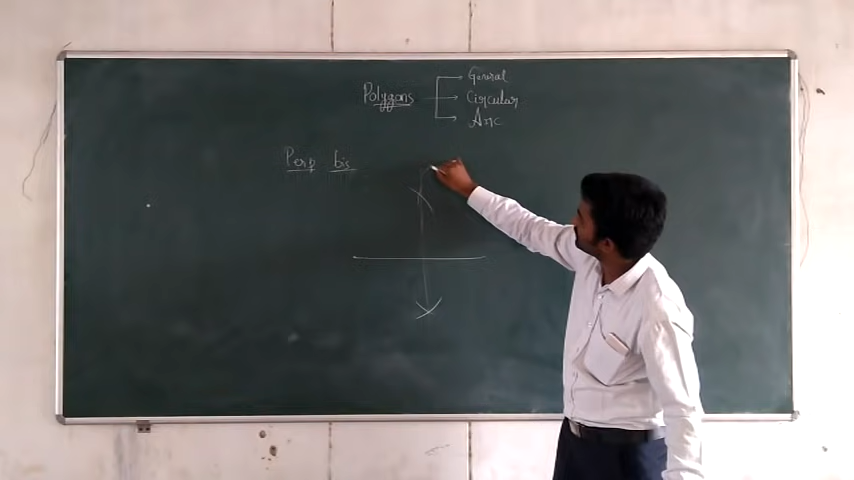 General
Polygons
Circular
Arc
Perp bis